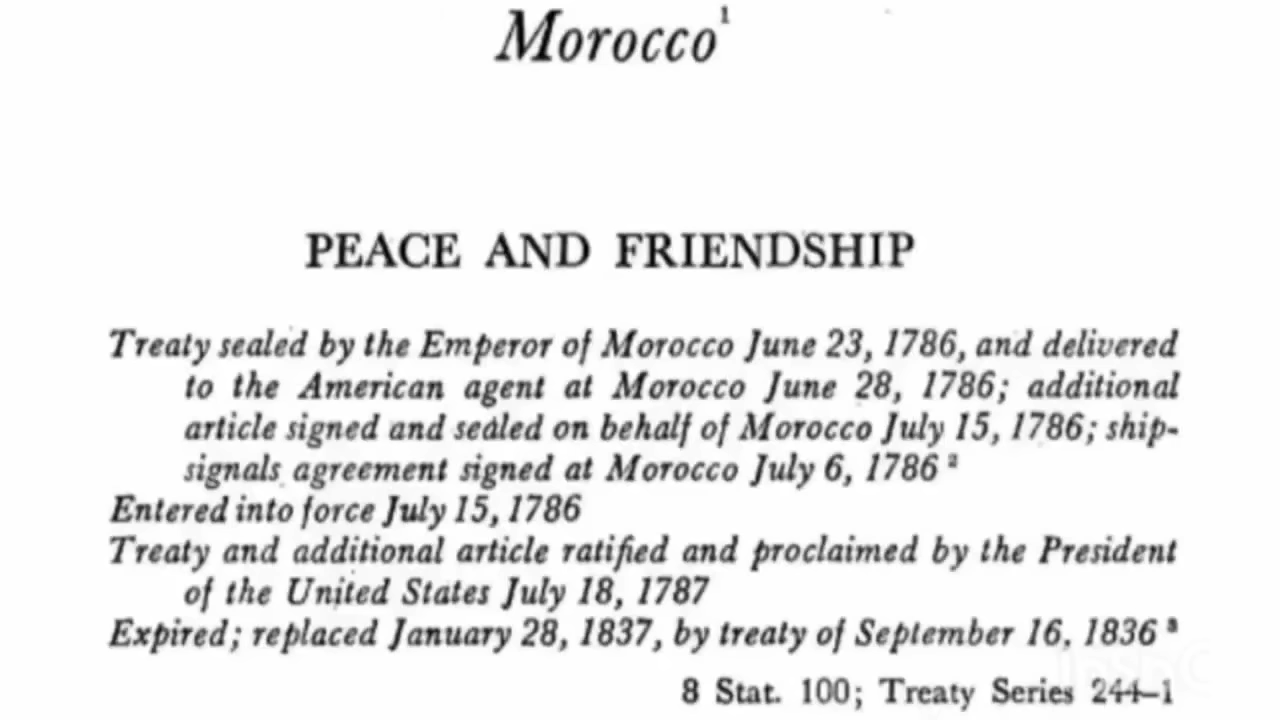 Morocco¹
PEACE AND FRIENDSHIP
Treaty sealed by the Emperor of Morocco June 23, 1786, and delivered
to the American agent at Morocco June 28, 1786; additional
article signed and sealed on behalf of Morocco July 15, 1786; ship-
signals agreement signed at Morocco July 6, 1786 ²
Entered into force July 15, 1786
Treaty and additional article ratified and proclaimed by the President
of the United States July 18, 1787
Expired; replaced January 28, 1837, by treaty of September 16, 1836 ³
8 Stat. 100; Treaty Series 244–1